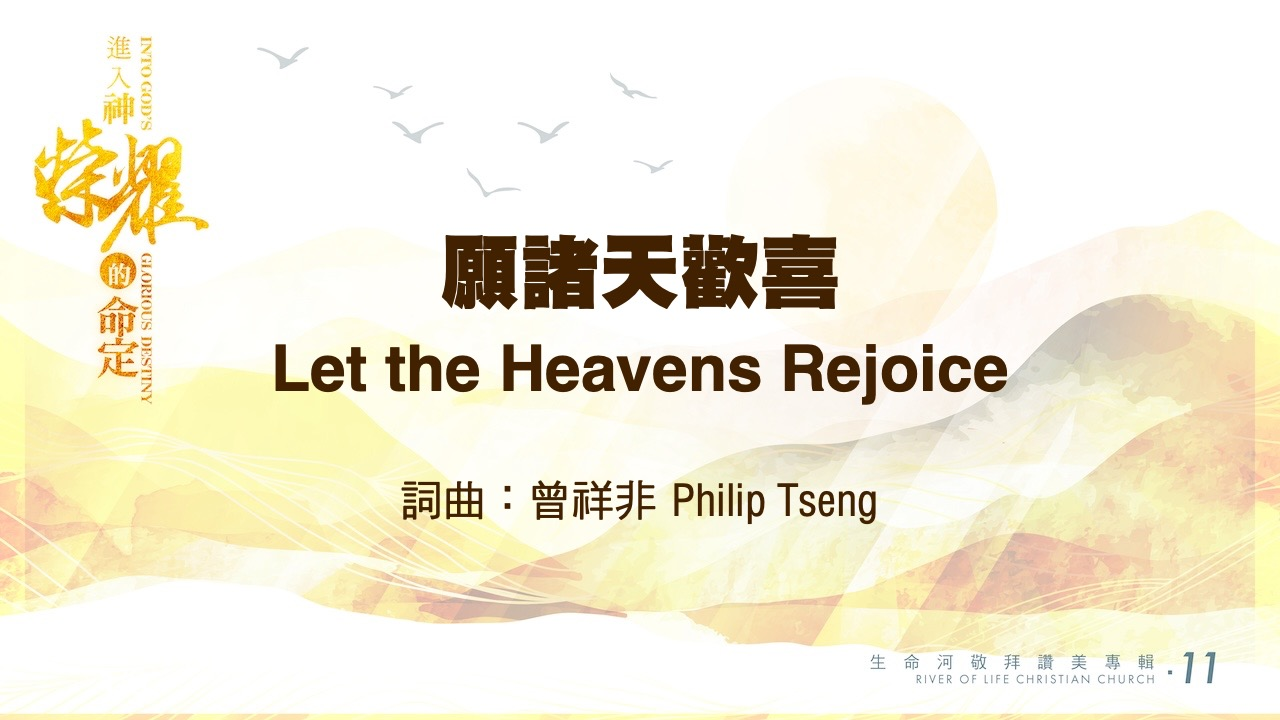 進入神
榮耀
的
命定
INTO GOD'S
GLORIOUS DESTINY
願諸天歡喜
Let the Heavens Rejoice
詞曲：曾祥非 Philip Tseng
生命河敬拜讚美專輯
RIVER OF LIFE CHRISTIAN CHURCH
·11